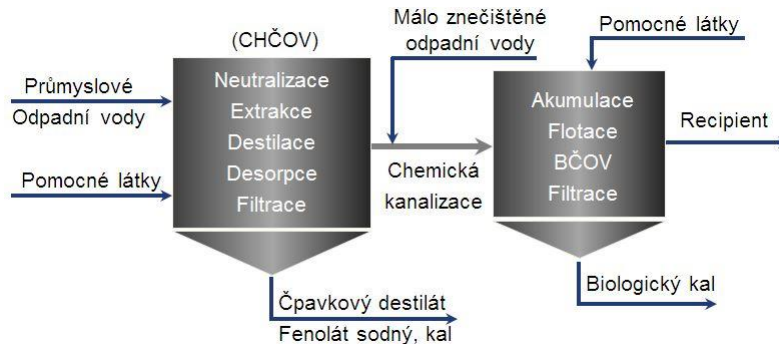 (CHČOV)
Neutralizace
Extrakce
Destilace
Desorpce
Filtrace
Průmyslové
Odpadní vody
Pomocné látky
Čpavkový destilát
Fenolát sodný, kal
Málo znečištěné
odpadní vody
Chemická
kanalizace
Pomocné látky
Akumulace
Flotace
BČOV
Filtrace
Recipient
Biologický kal